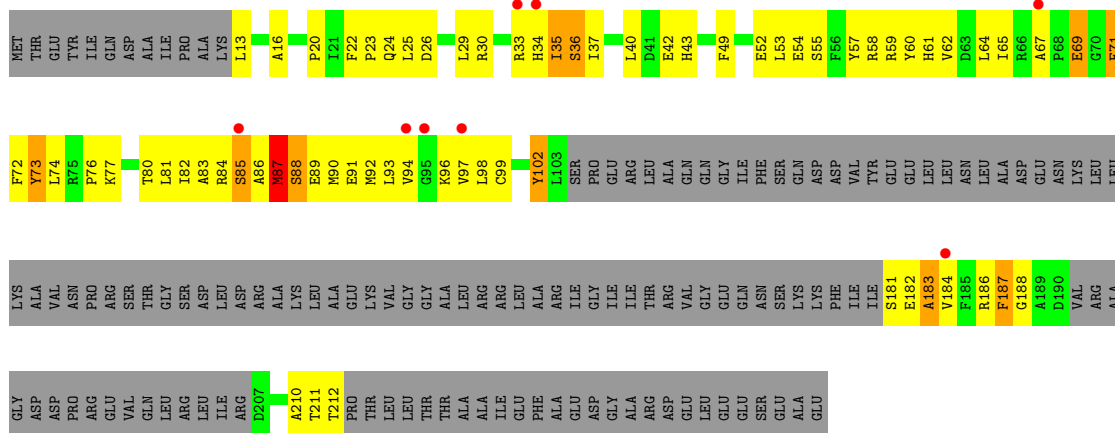 MET THR GLU TYR ILE GLN ASP ALA ILE PRO ALA LYS L13 A16 P20 I21 F22 P23 Q24 L25 D26 L29 R30 R33 H34 I35 S36 I37 L40 D41 E42 H43 F49 E52 L53 E54 S55 F56 Y57 R58 R59 Y60 H61 V62 D63 L64 I65 R66 A67 P68 E69 G70 E71
F72 Y73 L74 R75 P76 K77 T80 L81 I82 A83 R84 S85 A86 M87 S88 E89 M90 E91 M92 L93 V94 G95 K96 V97 L98 C99 Y102 L103 SER PRO GLU ARG LEU ALA GLN GLN GLY ILE PHE SER GLN ASP ASP VAL TYR GLU GLU LEU LEU ASN LEU ALA ASP GLU ASN LYS LEU LEU
LYS ALA VAL ASN PRO ARG SER THR GLY SER ASP LEU ASP ARG ALA LYS LEU ALA GLU LYS VAL GLY GLY ALA LEU ARG ARG LEU ALA ARG ILE GLY ILE ILE THR ARG VAL GLY GLU GLN ASN SER LYS LYS PHE ILE ILE S181 E182 A183 V184 F185 R186 F187 G188 A189 D190 VAL ARG ALA
GLY ASP ASP PRO ARG GLU VAL GLN LEU ARG LEU ILE ARG D207 A210 T211 T212 PRO THR LEU LEU THR THR ALA ALA ILE GLU PHE ALA GLU ASP GLY ALA ARG ASP GLU LEU GLU GLU SER GLU ALA GLU